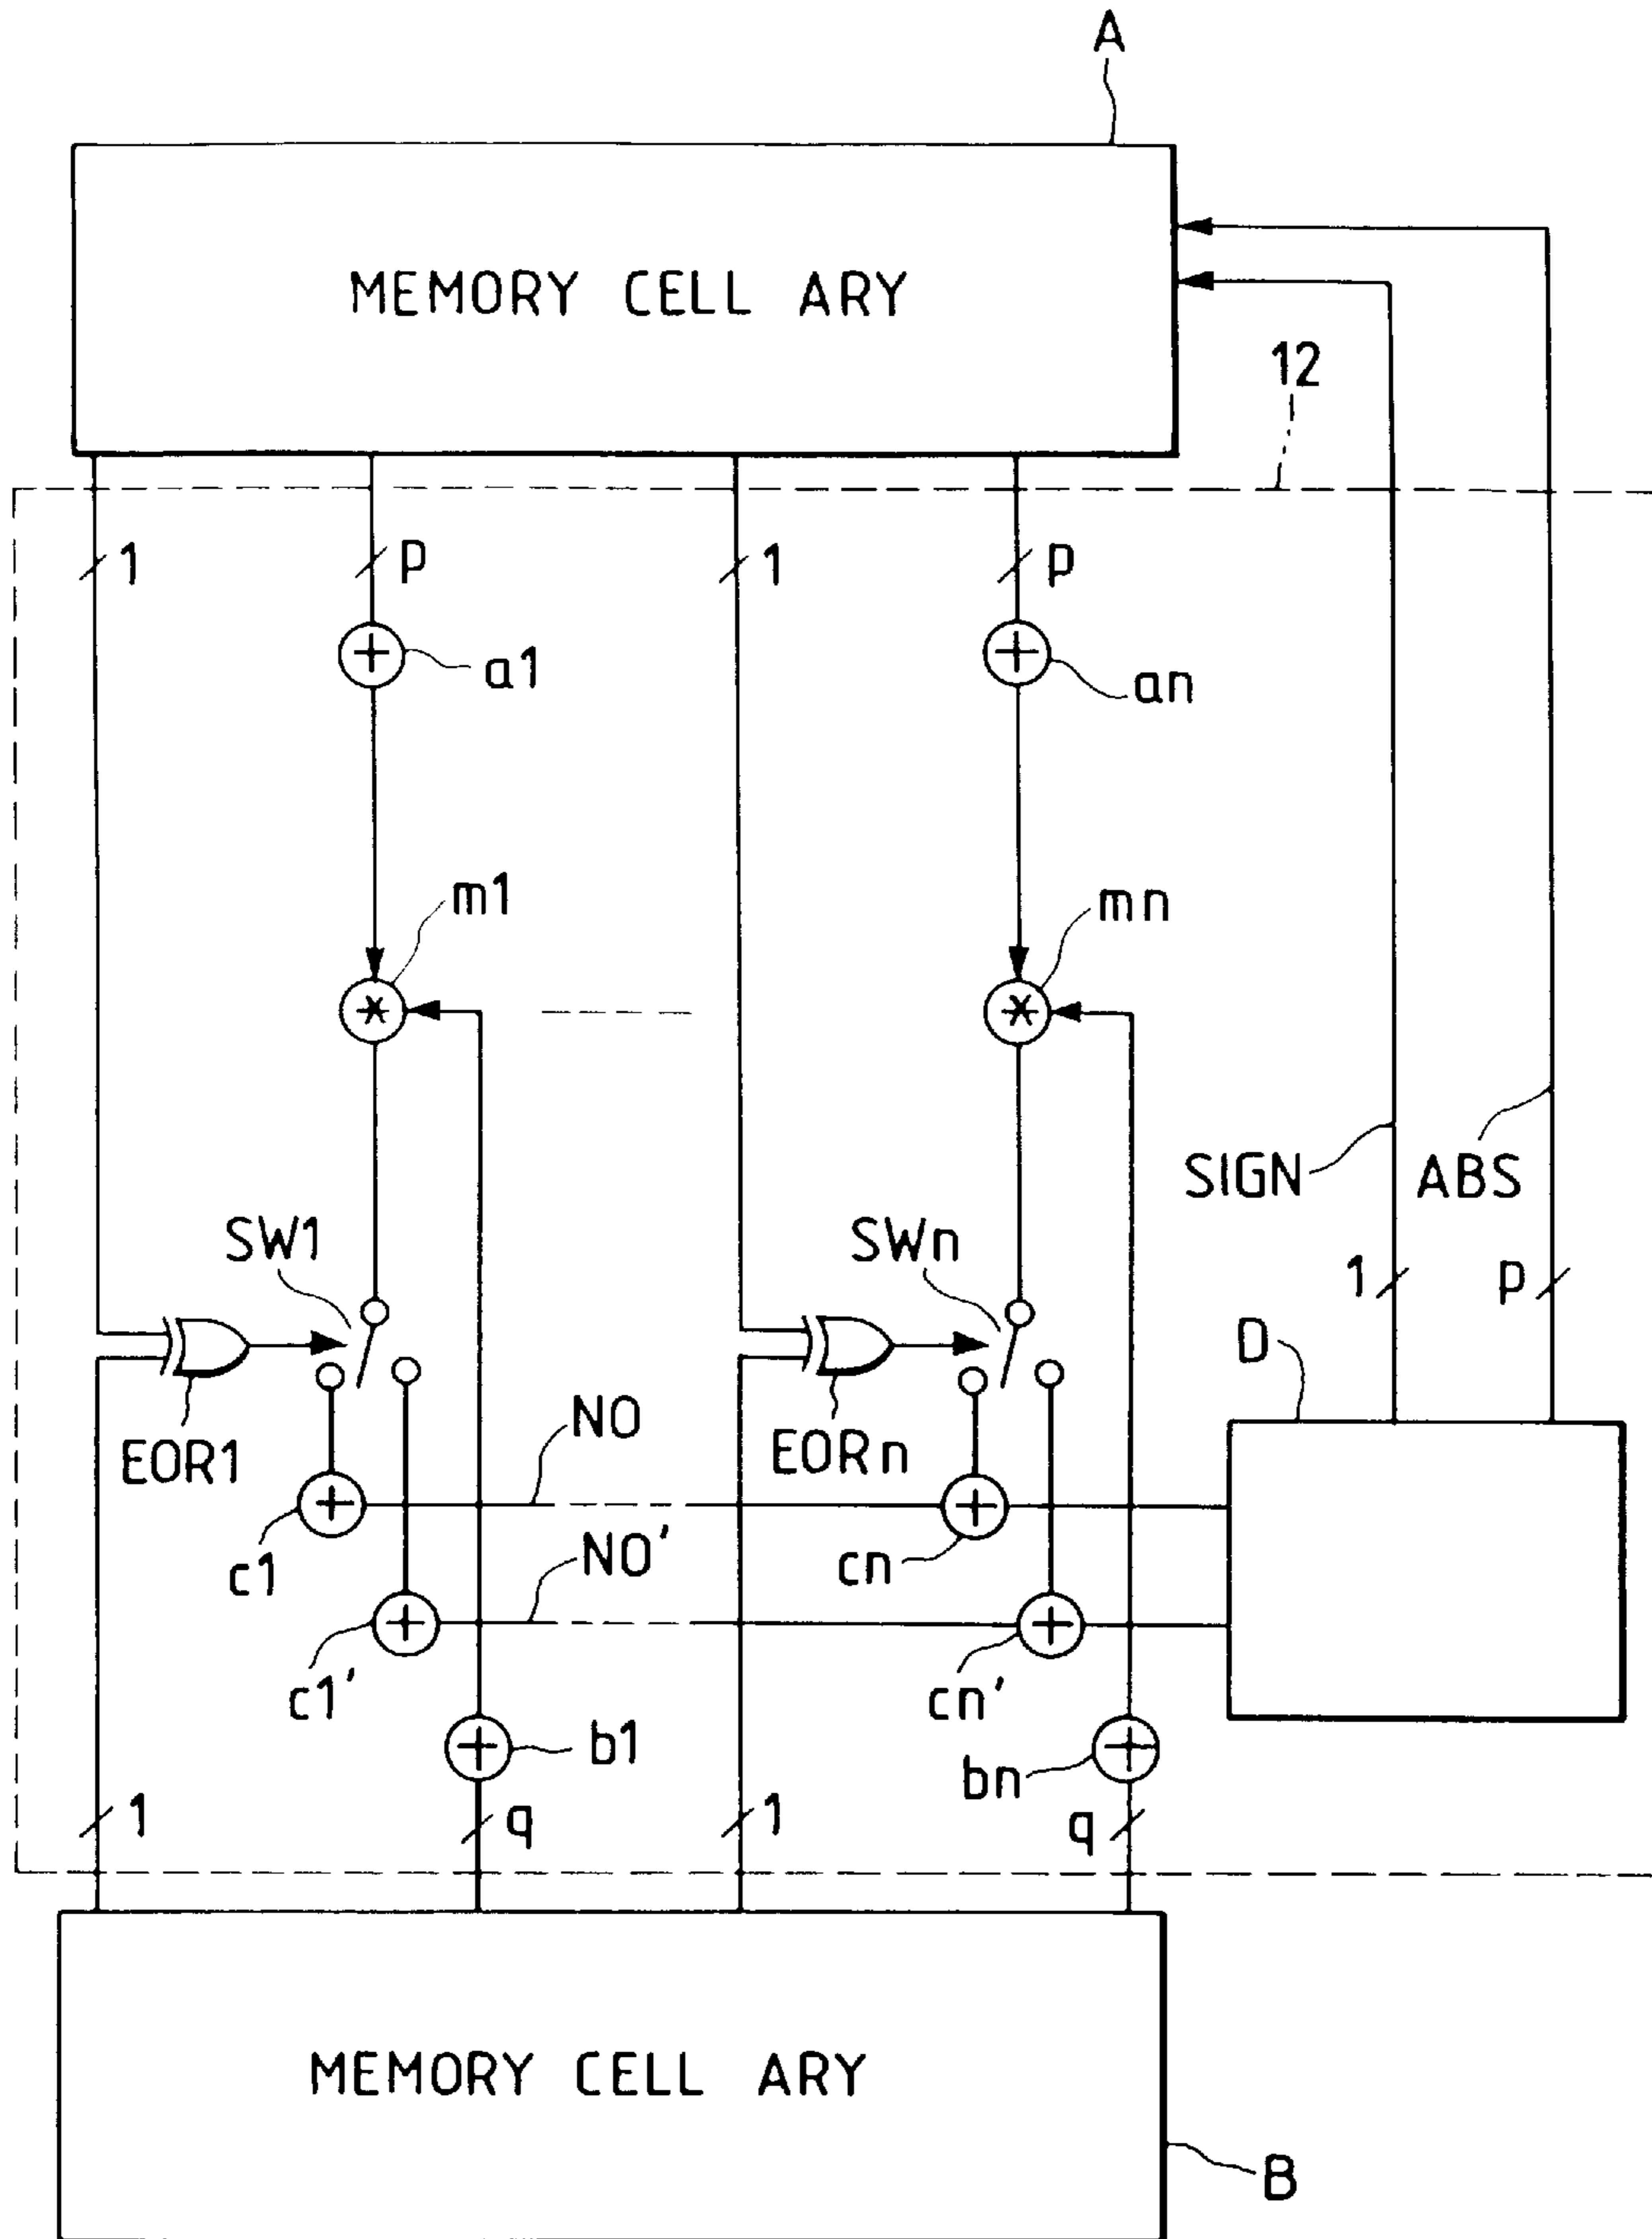 A
MEMORY CELL ARY
12
1
p
1
p
a1
an
m1
mn
*
*
SIGN
ABS
SW1
SWn
1
p
D
EOR1
NO
EORn
c1
NO'
cn
c1'
cn'
b1
bn
1
q
1
q
MEMORY CELL ARY
B